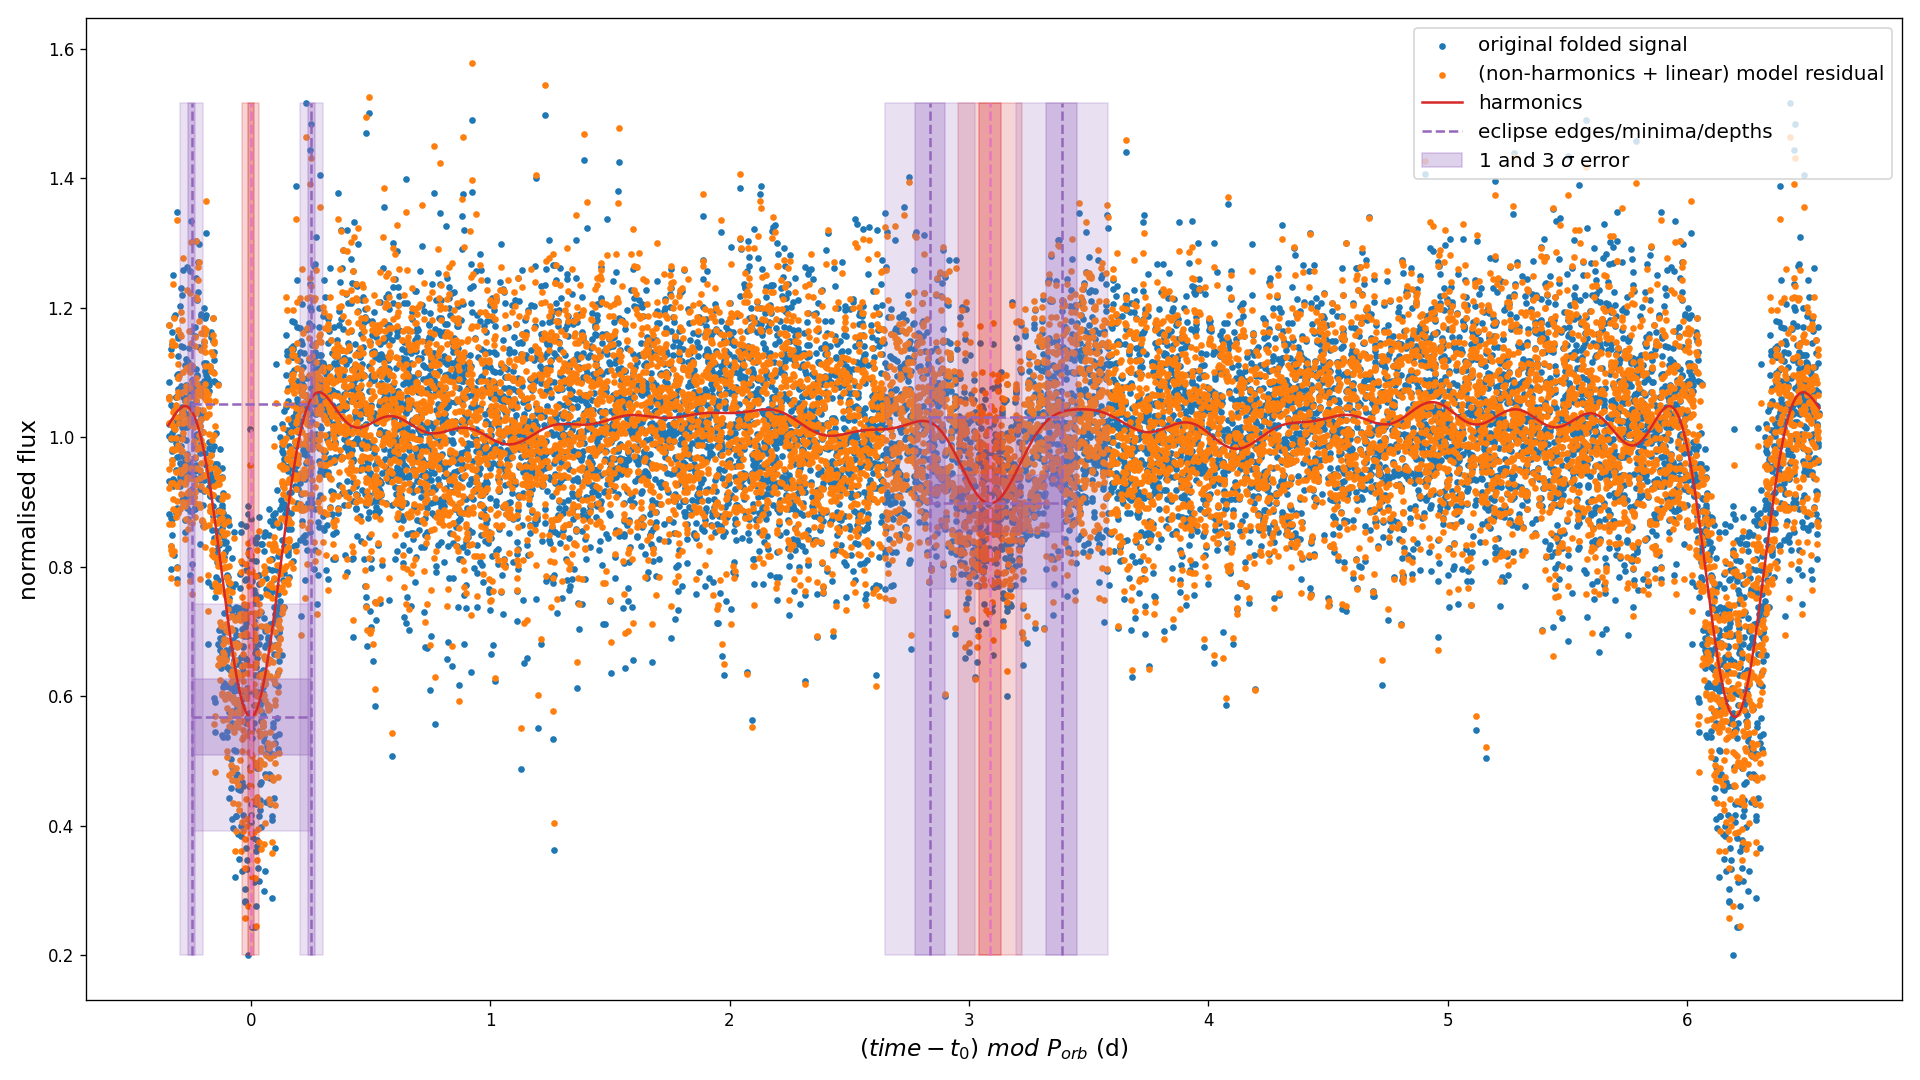 original folded signal
(non-harmonics + linear) model residual
harmonics
eclipse edges/minima/depths
1 and 3 σ error
normalised flux
1.6
1.4
1.2
1.0
0.8
0.6
0.4
0.2
0 1 2 3 4 5 6
(time − t₀) mod Pₒᵣb (d)